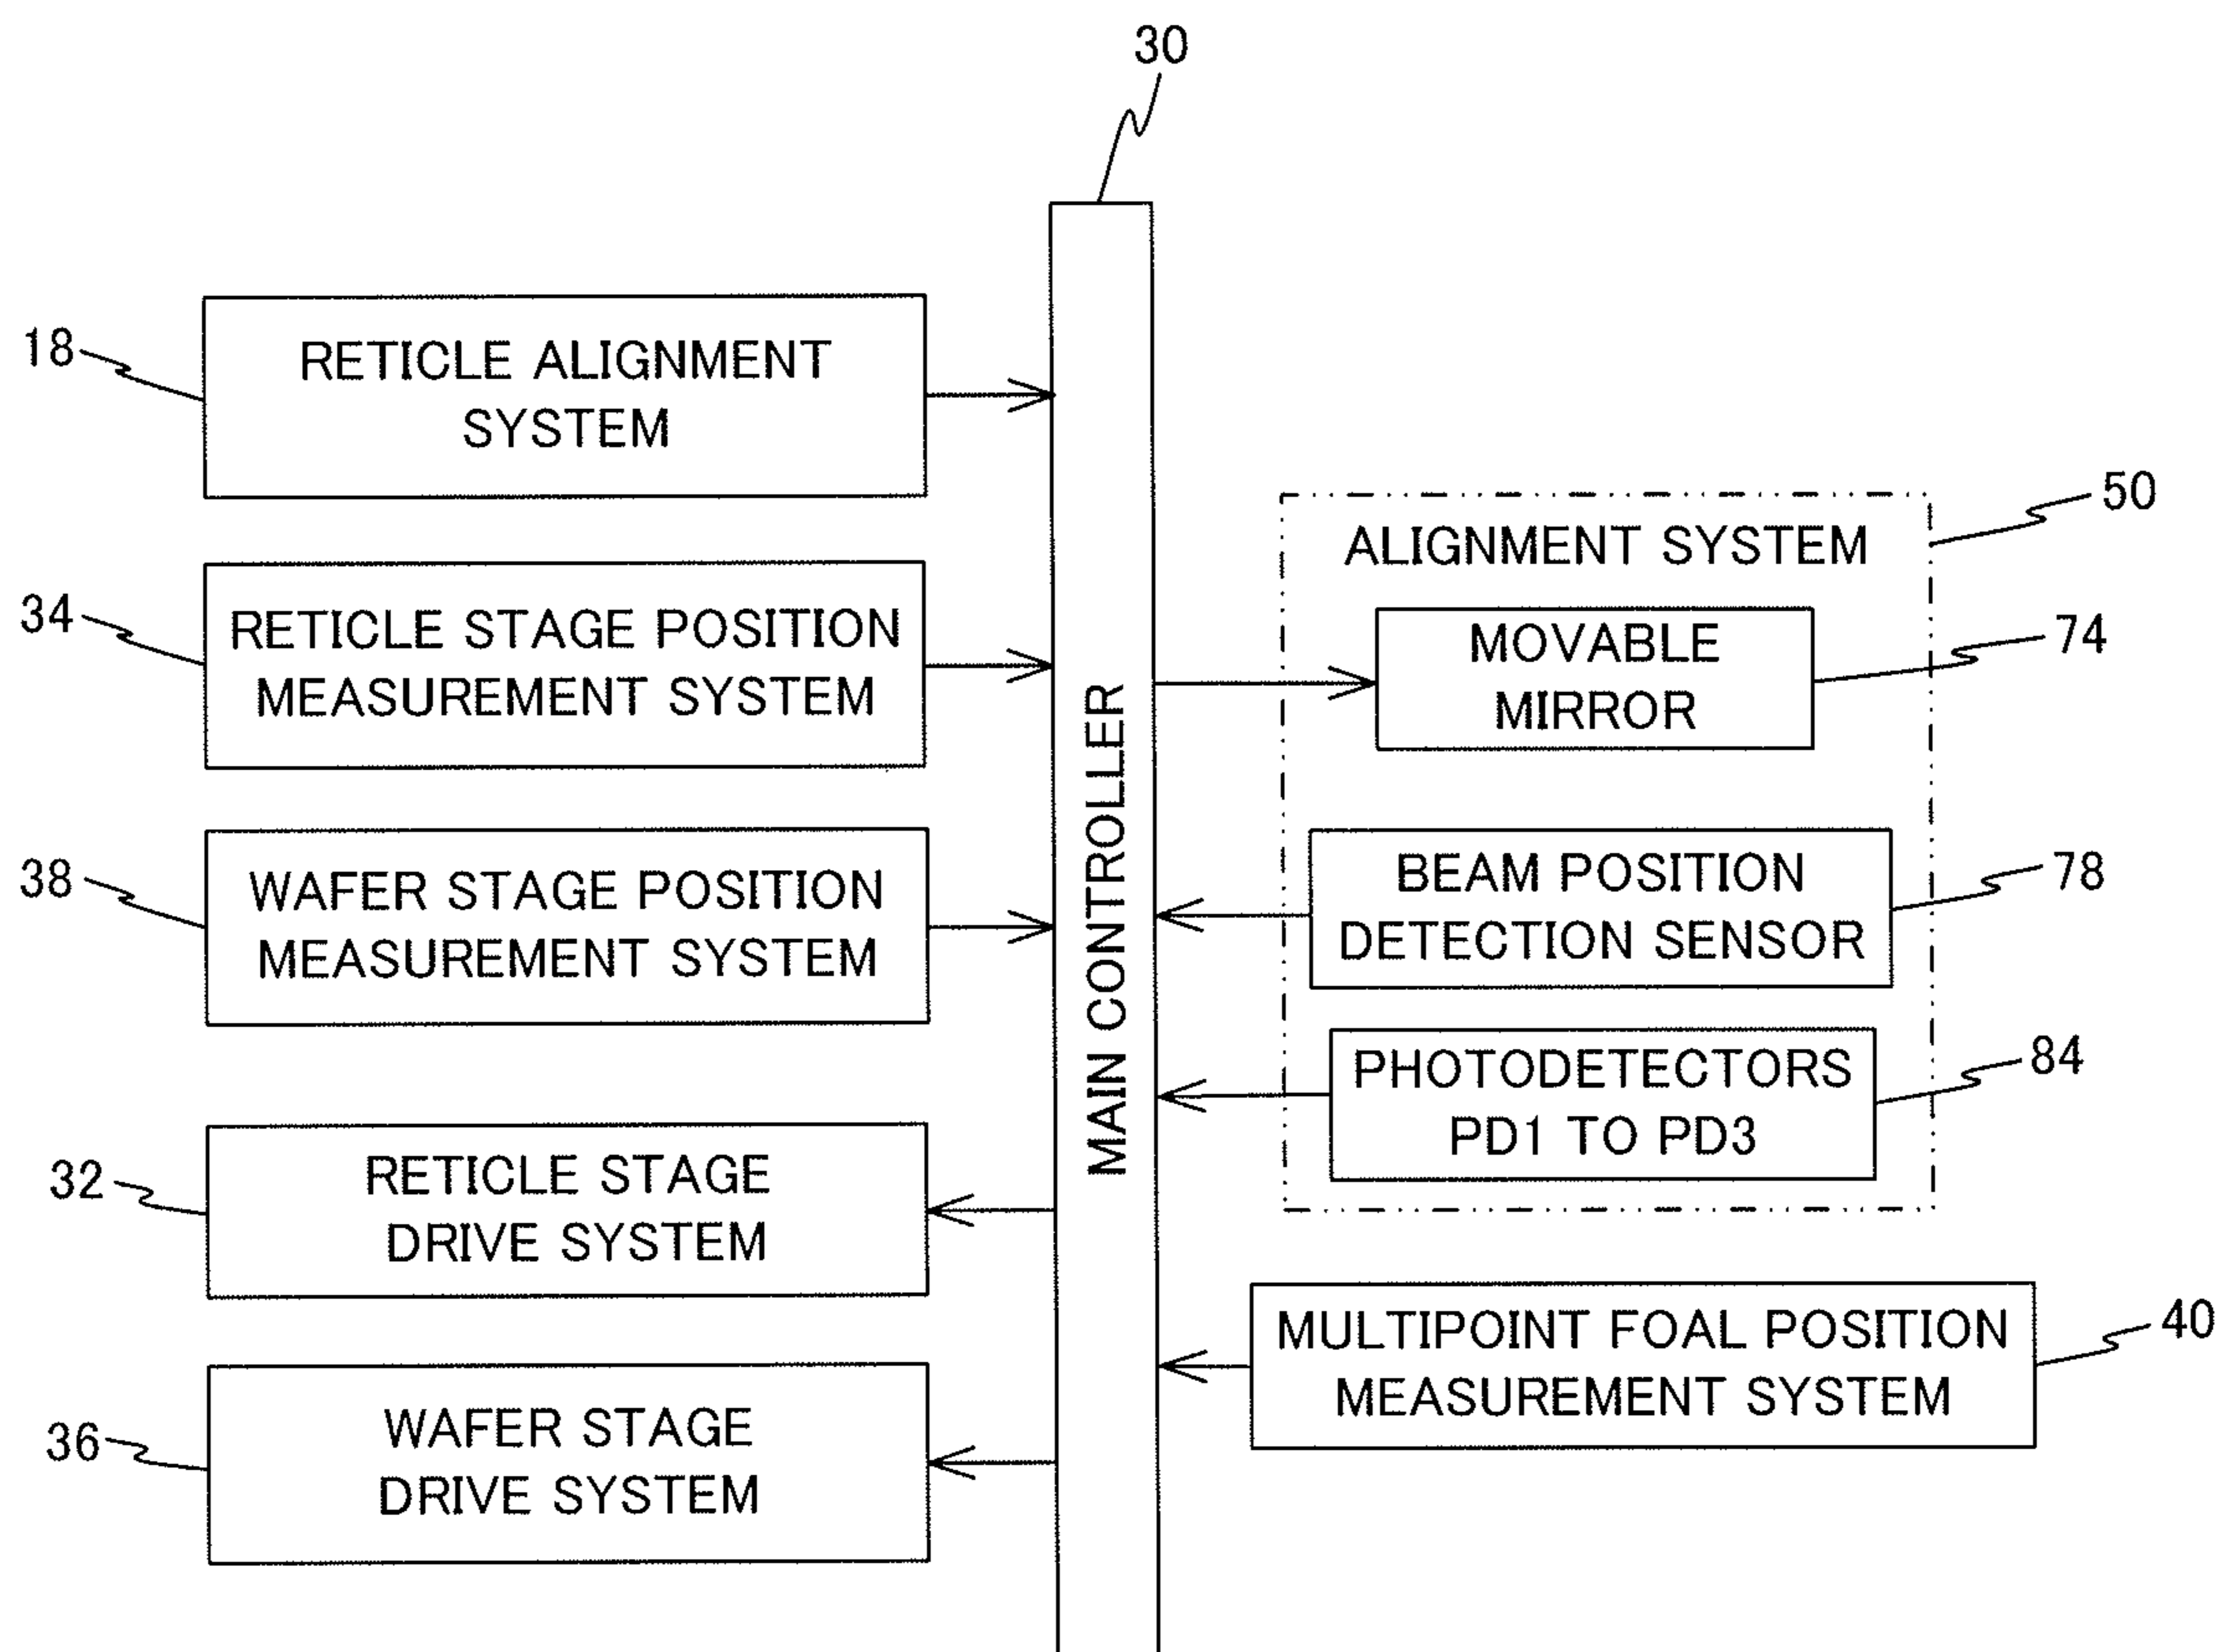 30
18
RETICLE ALIGNMENT
SYSTEM
34
RETICLE STAGE POSITION
MEASUREMENT SYSTEM
38
WAFER STAGE POSITION
MEASUREMENT SYSTEM
32
RETICLE STAGE
DRIVE SYSTEM
36
WAFER STAGE
DRIVE SYSTEM
MAIN CONTROLLER
50
ALIGNMENT SYSTEM
MOVABLE
MIRROR
74
BEAM POSITION
DETECTION SENSOR
78
PHOTODETECTORS
PD1 TO PD3
84
MULTIPOINT FOAL POSITION
MEASUREMENT SYSTEM
40